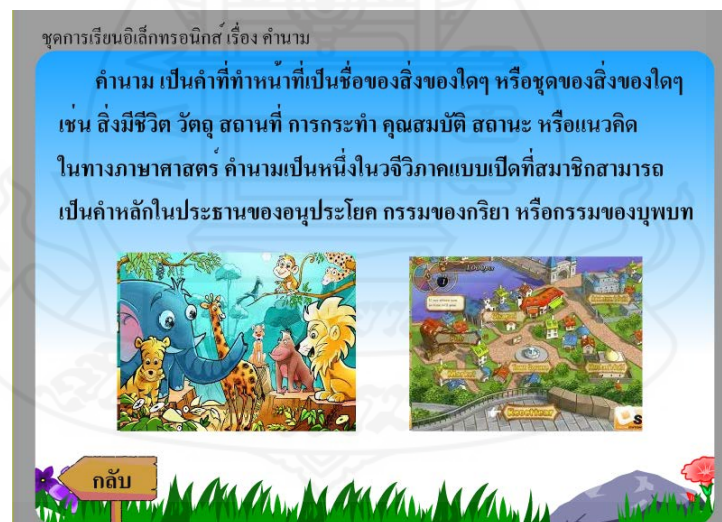 ชุดการเรียนอิเล็กทรอนิกส์ เรื่อง คำนาม
คำนาม เป็นคำที่ทำหน้าที่เป็นชื่อของสิ่งของใดๆ หรือชุดของสิ่งของใดๆ
เช่น สิ่งมีชีวิต วัตถุ สถานที่ การกระทำ คุณสมบัติ สถานะ หรือแนวคิด
ในทางภาษาศาสตร์ คำนามเป็นหนึ่งในวจีวิภาคแบบเปิดที่สมาชิกสามารถ
เป็นคำหลักในประธานของอนุประโยค กรรมของกริยา หรือกรรมของบุพบท
กลับ